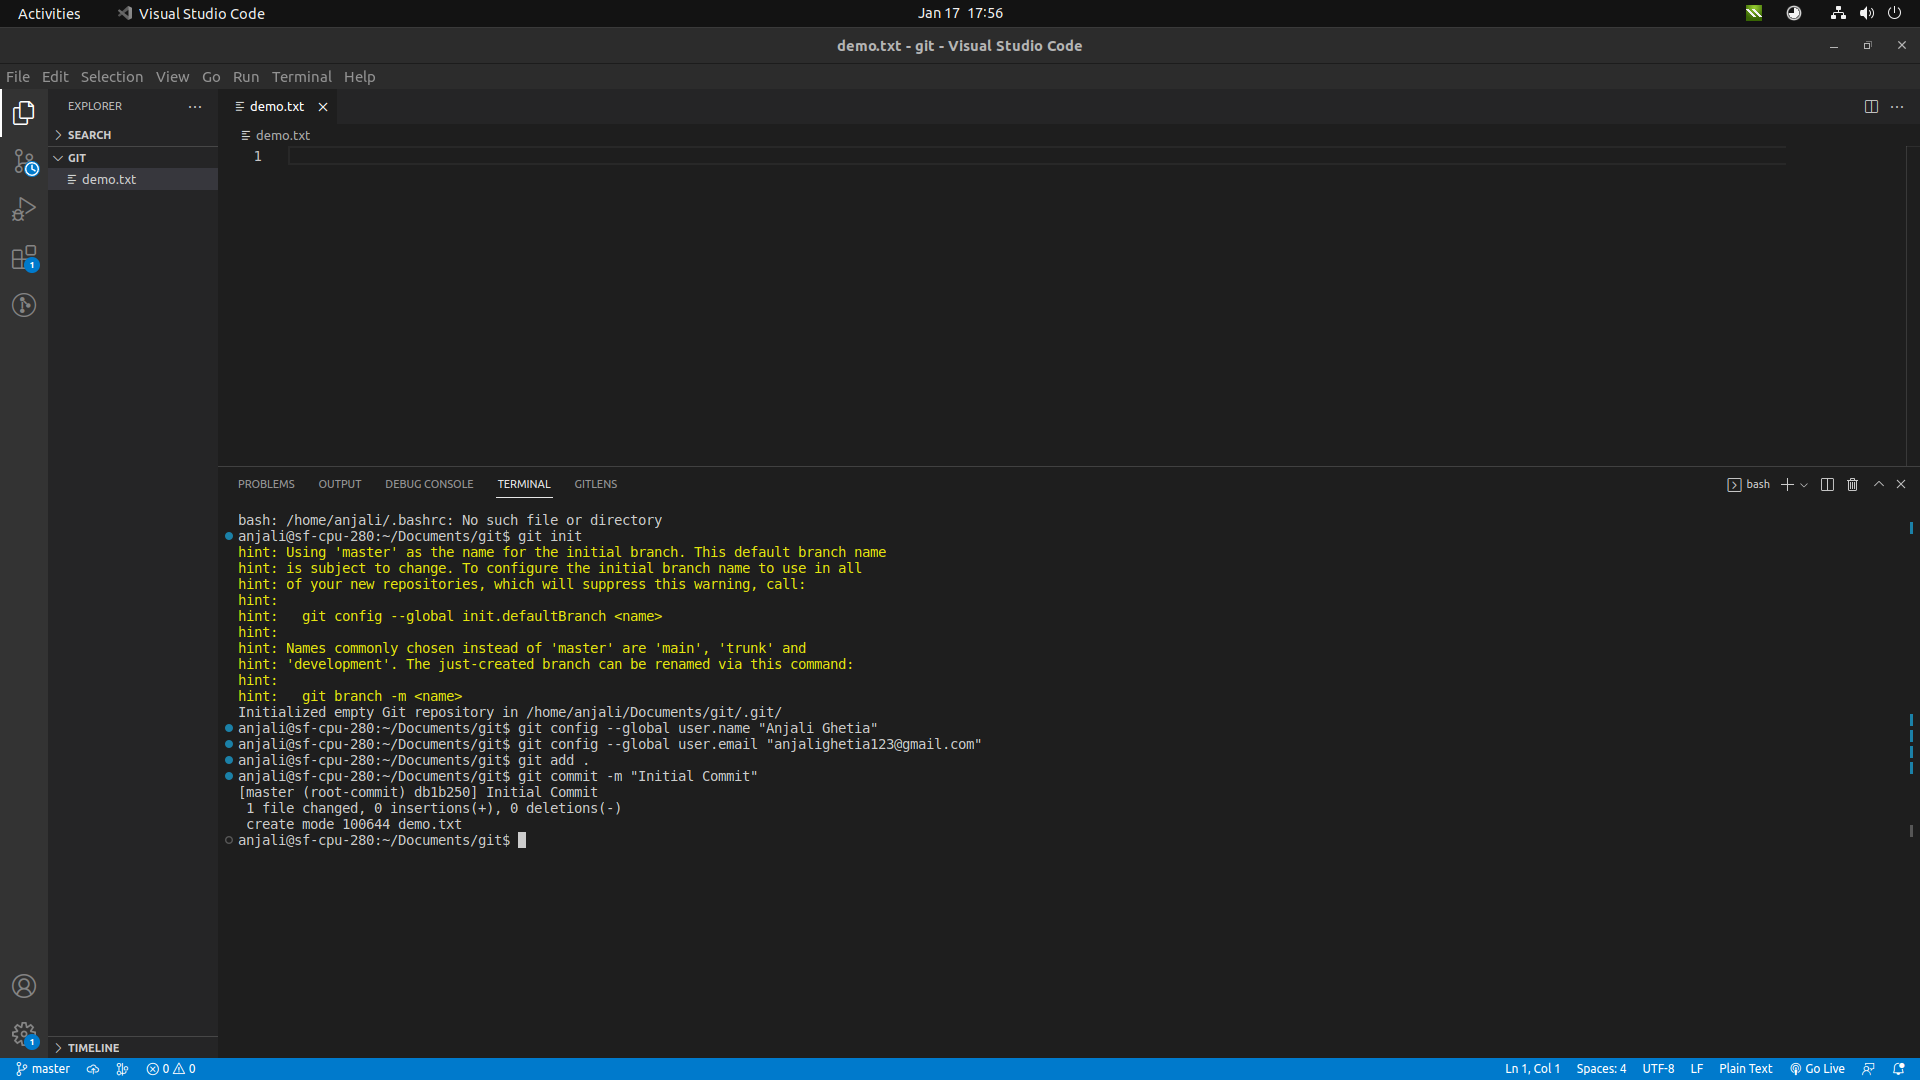 Activities Visual Studio Code Jan 17 17:56
demo.txt - git - Visual Studio Code
File Edit Selection View Go Run Terminal Help
EXPLORER
SEARCH
GIT
demo.txt
demo.txt
demo.txt
1
PROBLEMS OUTPUT DEBUG CONSOLE TERMINAL GITLENS
bash
bash: /home/anjali/.bashrc: No such file or directory
anjali@sf-cpu-280:~/Documents/git$ git init
hint: Using 'master' as the name for the initial branch. This default branch name
hint: is subject to change. To configure the initial branch name to use in all
hint: of your new repositories, which will suppress this warning, call:
hint:
hint:   git config --global init.defaultBranch <name>
hint:
hint: Names commonly chosen instead of 'master' are 'main', 'trunk' and
hint: 'development'. The just-created branch can be renamed via this command:
hint:
hint:   git branch -m <name>
Initialized empty Git repository in /home/anjali/Documents/git/.git/
anjali@sf-cpu-280:~/Documents/git$ git config --global user.name "Anjali Ghetia"
anjali@sf-cpu-280:~/Documents/git$ git config --global user.email "anjalighetia123@gmail.com"
anjali@sf-cpu-280:~/Documents/git$ git add .
anjali@sf-cpu-280:~/Documents/git$ git commit -m "Initial Commit"
[master (root-commit) db1b250] Initial Commit
 1 file changed, 0 insertions(+), 0 deletions(-)
 create mode 100644 demo.txt
anjali@sf-cpu-280:~/Documents/git$
1
1
TIMELINE
master 0 0 Ln 1, Col 1 Spaces: 4 UTF-8 LF Plain Text Go Live